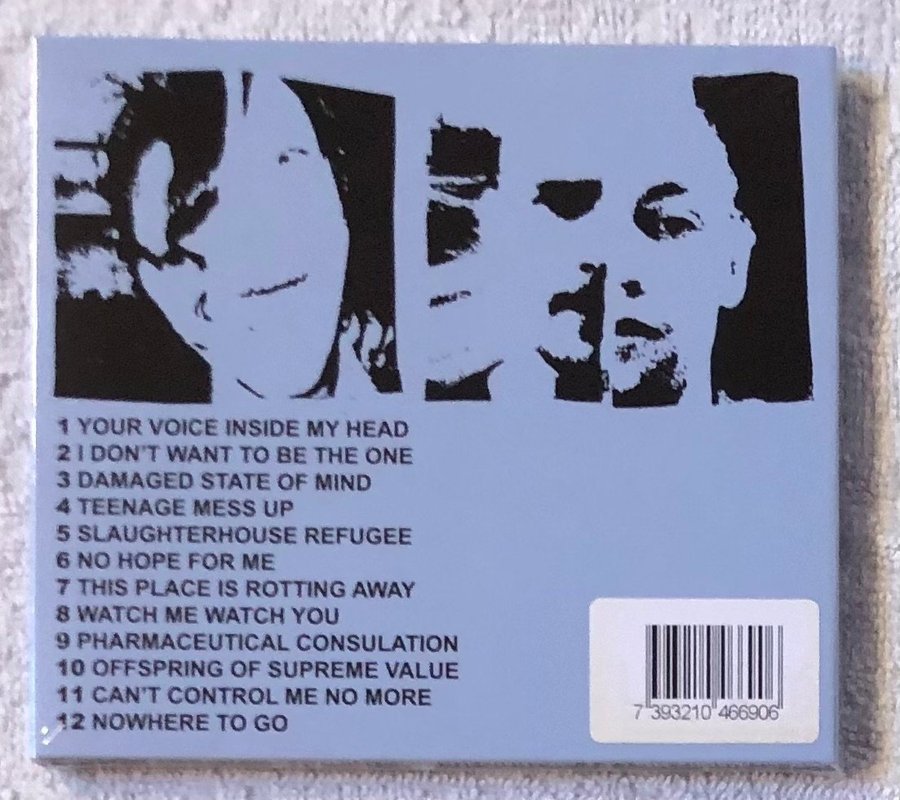 1 YOUR VOICE INSIDE MY HEAD
2 I DON'T WANT TO BE THE ONE
3 DAMAGED STATE OF MIND
4 TEENAGE MESS UP
5 SLAUGHTERHOUSE REFUGEE
6 NO HOPE FOR ME
7 THIS PLACE IS ROTTING AWAY
8 WATCH ME WATCH YOU
9 PHARMACEUTICAL CONSULATION
10 OFFSPRING OF SUPREME VALUE
11 CAN'T CONTROL ME NO MORE
12 NOWHERE TO GO
7 393210 466906